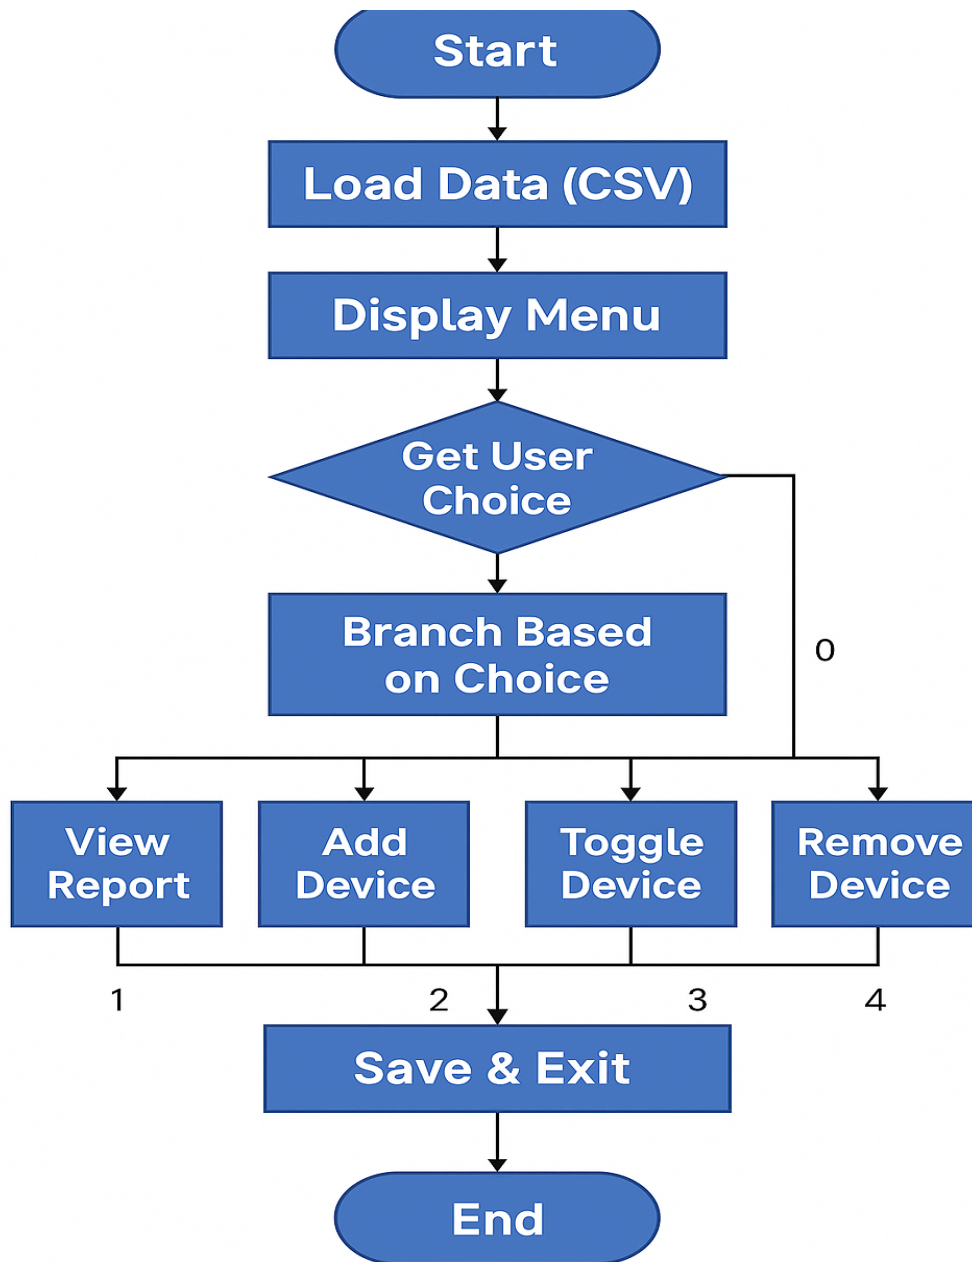 Start
Load Data (CSV)
Display Menu
Get User
Choice
Branch Based
on Choice
0
View
Report
Add
Device
Toggle
Device
Remove
Device
1
2
3
4
Save & Exit
End